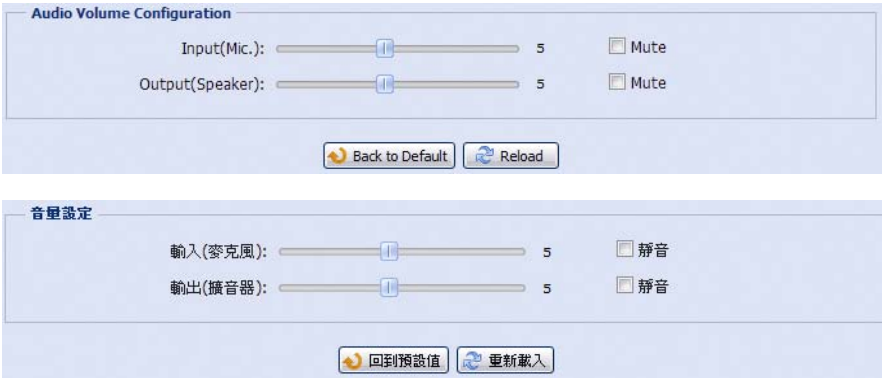 Audio Volume Configuration
Input(Mic.): 5 Mute
Output(Speaker): 5 Mute
Back to Default Reload
音量設定
輸入(麥克風): 5 靜音
輸出(擴音器): 5 靜音
回到預設值 重新載入